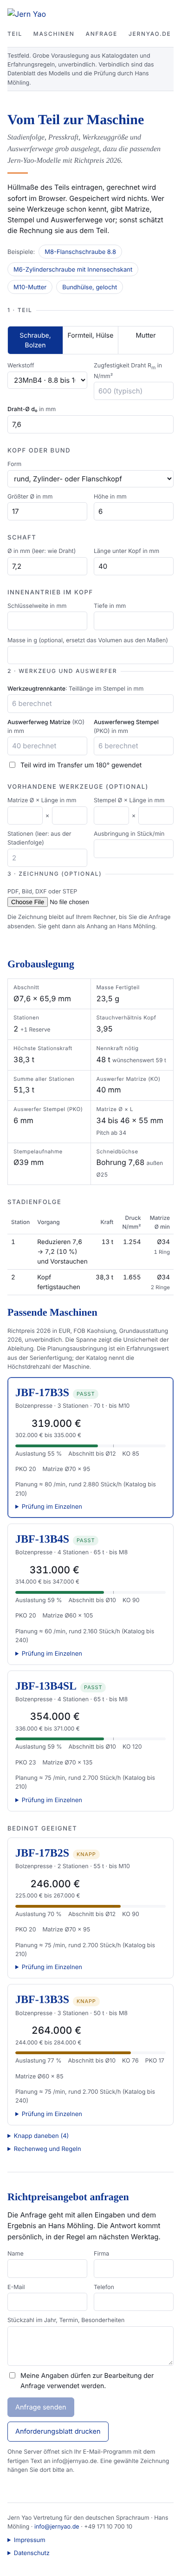 Jern Yao
TEIL MASCHINEN ANFRAGE JERNYAO.DE
Testfeld. Grobe Vorauslegung aus Katalogdaten und
Erfahrungsregeln, unverbindlich. Verbindlich sind das
Datenblatt des Modells und die Prüfung durch Hans
Möhling.
Vom Teil zur Maschine
Stadienfolge, Presskraft, Werkzeuggröße und
Auswerferwege grob ausgelegt, dazu die passenden
Jern-Yao-Modelle mit Richtpreis 2026.
Hüllmaße des Teils eintragen, gerechnet wird
sofort im Browser. Gespeichert wird nichts. Wer
seine Werkzeuge schon kennt, gibt Matrize,
Stempel und Auswerferwege vor; sonst schätzt
die Rechnung sie aus dem Teil.
Beispiele: M8-Flanschschraube 8.8
M6-Zylinderschraube mit Innensechskant
M10-Mutter Bundhülse, gelocht
1 · TEIL
Schraube, Bolzen Formteil, Hülse Mutter
Werkstoff Zugfestigkeit Draht Rm in N/mm²
23MnB4 · 8.8 bis 1 600 (typisch)
Draht-Ø d₀ in mm
7,6
KOPF ODER BUND
Form
rund, Zylinder- oder Flanschkopf
Größter Ø in mm Höhe in mm
17 6
SCHAFT
Ø in mm (leer: wie Draht) Länge unter Kopf in mm
7,2 40
INNENANTRIEB IM KOPF
Schlüsselweite in mm Tiefe in mm
Masse in g (optional, ersetzt das Volumen aus den Maßen)
2 · WERKZEUG UND AUSWERFER
Werkzeugtrennkante: Teillänge im Stempel in mm
6 berechnet
Auswerferweg Matrize (KO) in mm Auswerferweg Stempel (PKO) in mm
40 berechnet 6 berechnet
Teil wird im Transfer um 180° gewendet
VORHANDENE WERKZEUGE (OPTIONAL)
Matrize Ø × Länge in mm Stempel Ø × Länge in mm
× ×
Stationen (leer: aus der Stadienfolge) Ausbringung in Stück/min
2
3 · ZEICHNUNG (OPTIONAL)
PDF, Bild, DXF oder STEP
Choose File No file chosen
Die Zeichnung bleibt auf Ihrem Rechner, bis Sie die Anfrage
absenden. Sie geht dann als Anhang an Hans Möhling.
Grobauslegung
Abschnitt Masse Fertigteil
Ø7,6 × 65,9 mm 23,5 g
Stationen Stauchverhältnis Kopf
2 +1 Reserve 3,95
Höchste Stationskraft Nennkraft nötig
38,3 t 48 t wünschenswert 59 t
Summe aller Stationen Auswerfer Matrize (KO)
51,3 t 40 mm
Auswerfer Stempel (PKO) Matrize Ø × L
6 mm 34 bis 46 × 55 mm
Pitch ab 34
Stempelaufnahme Schneidbüchse
Ø39 mm Bohrung 7,68 außen
Ø25
STADIENFOLGE
Station Vorgang Kraft Druck N/mm² Matrize Ø min
1 Reduzieren 7,6 → 7,2 (10 %) und Vorstauchen 13 t 1.254 Ø34 1 Ring
2 Kopf fertigstauchen 38,3 t 1.655 Ø34 2 Ringe
Passende Maschinen
Richtpreise 2026 in EUR, FOB Kaohsiung, Grundausstattung
2026, unverbindlich. Die Spanne zeigt die Unsicherheit der
Ableitung. Die Planungsausbringung ist ein Erfahrungswert
aus der Serienfertigung; der Katalog nennt die
Höchstdrehzahl der Maschine.
JBF-17B3S PASST
Bolzenpresse · 3 Stationen · 70 t · bis M10
319.000 €
302.000 € bis 335.000 €
Auslastung 55 % Abschnitt bis Ø12 KO 85
PKO 20 Matrize Ø70 × 95
Planung ≈ 80 /min, rund 2.880 Stück/h (Katalog bis
210)
▸ Prüfung im Einzelnen
JBF-13B4S PASST
Bolzenpresse · 4 Stationen · 65 t · bis M8
331.000 €
314.000 € bis 347.000 €
Auslastung 59 % Abschnitt bis Ø10 KO 90
PKO 20 Matrize Ø60 × 105
Planung ≈ 60 /min, rund 2.160 Stück/h (Katalog bis
240)
▸ Prüfung im Einzelnen
JBF-13B4SL PASST
Bolzenpresse · 4 Stationen · 65 t · bis M8
354.000 €
336.000 € bis 371.000 €
Auslastung 59 % Abschnitt bis Ø10 KO 120
PKO 23 Matrize Ø70 × 135
Planung ≈ 75 /min, rund 2.700 Stück/h (Katalog bis
210)
▸ Prüfung im Einzelnen
BEDINGT GEEIGNET
JBF-17B2S KNAPP
Bolzenpresse · 2 Stationen · 55 t · bis M10
246.000 €
225.000 € bis 267.000 €
Auslastung 70 % Abschnitt bis Ø12 KO 90
PKO 20 Matrize Ø70 × 95
Planung ≈ 75 /min, rund 2.700 Stück/h (Katalog bis
210)
▸ Prüfung im Einzelnen
JBF-13B3S KNAPP
Bolzenpresse · 3 Stationen · 50 t · bis M8
264.000 €
244.000 € bis 284.000 €
Auslastung 77 % Abschnitt bis Ø10 KO 76 PKO 17
Matrize Ø60 × 85
Planung ≈ 75 /min, rund 2.700 Stück/h (Katalog bis
240)
▸ Prüfung im Einzelnen
▸ Knapp daneben (4)
▸ Rechenweg und Regeln
Richtpreisangebot anfragen
Die Anfrage geht mit allen Eingaben und dem
Ergebnis an Hans Möhling. Die Antwort kommt
persönlich, in der Regel am nächsten Werktag.
Name Firma
E-Mail Telefon
Stückzahl im Jahr, Termin, Besonderheiten
Meine Angaben dürfen zur Bearbeitung der
Anfrage verwendet werden.
Anfrage senden
Anforderungsblatt drucken
Ohne Server öffnet sich Ihr E-Mail-Programm mit dem
fertigen Text an info@jernyao.de. Eine gewählte Zeichnung
hängen Sie dort bitte an.
Jern Yao Vertretung für den deutschen Sprachraum · Hans
Möhling · info@jernyao.de · +49 171 10 700 10
▸ Impressum
▸ Datenschutz